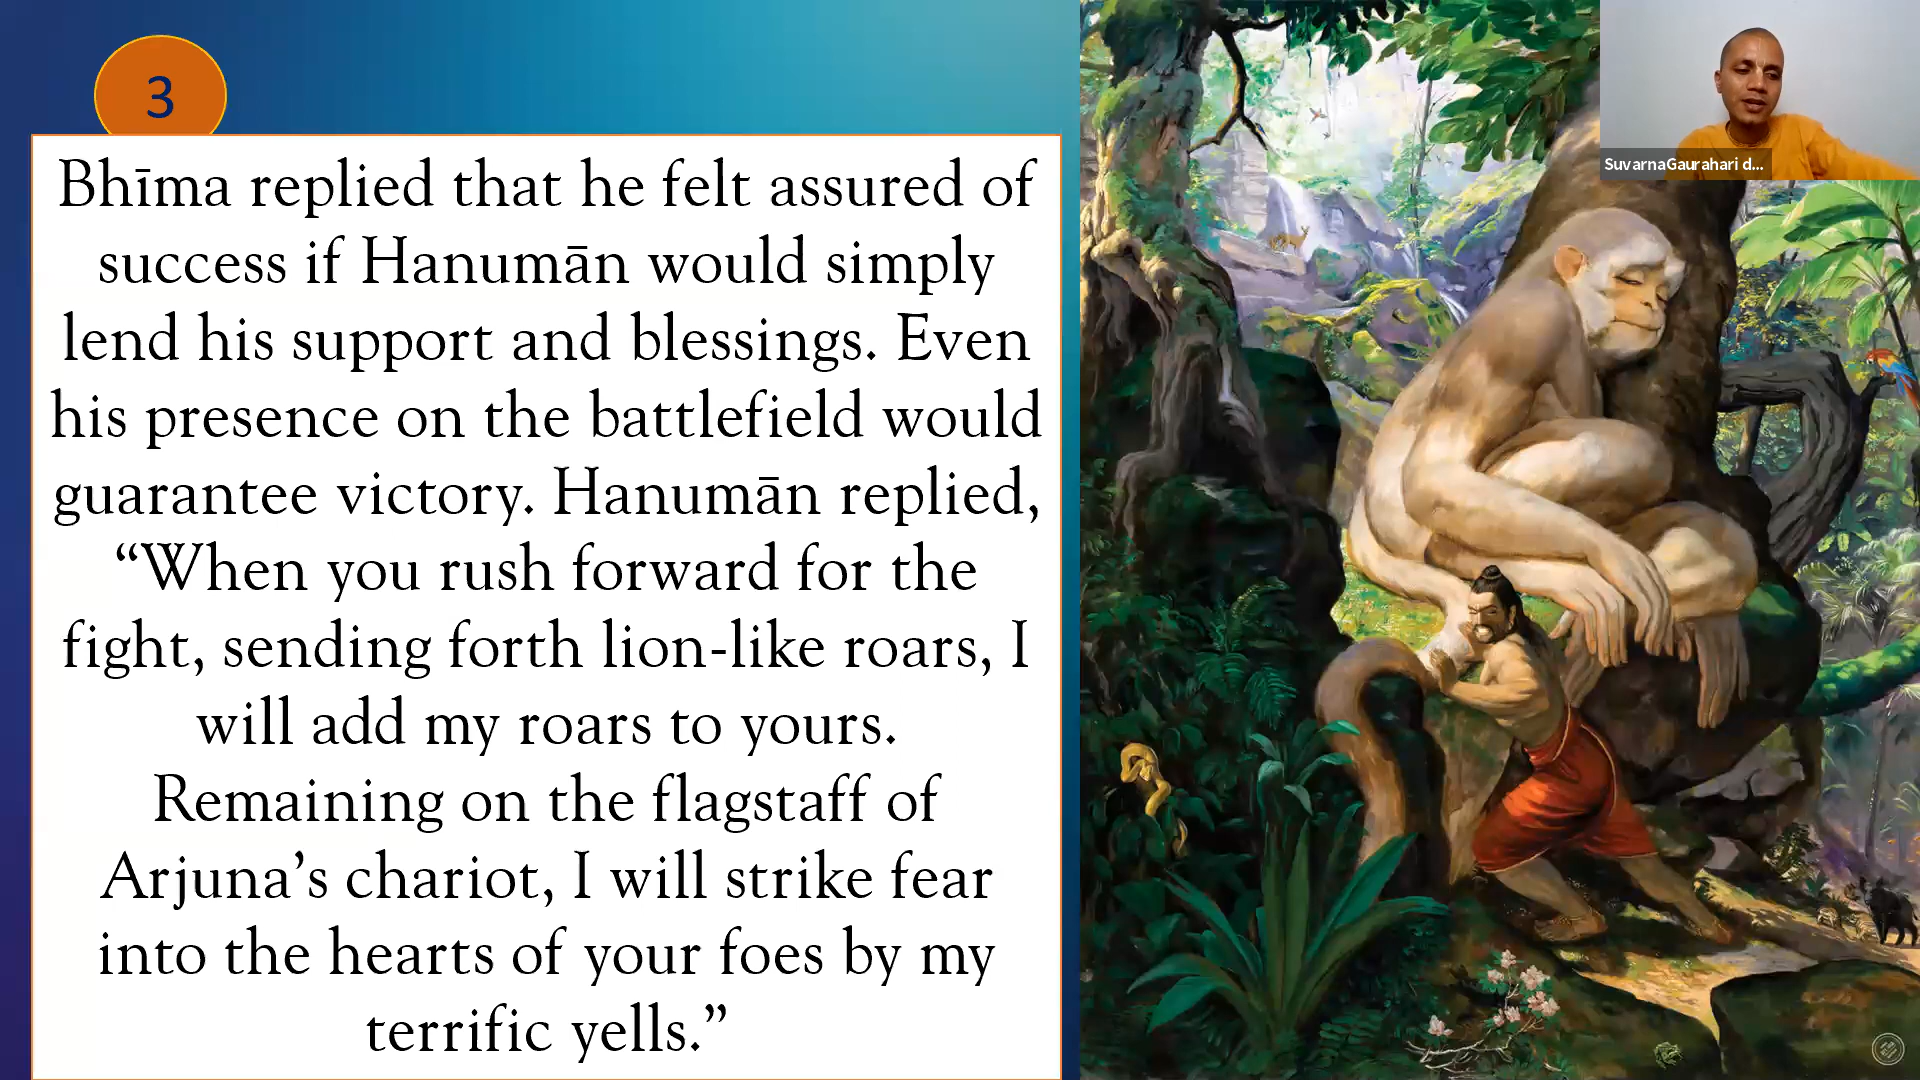 3
Bhīma replied that he felt assured of
success if Hanumān would simply
lend his support and blessings. Even
his presence on the battlefield would
guarantee victory. Hanumān replied,
“When you rush forward for the
fight, sending forth lion-like roars, I
will add my roars to yours.
Remaining on the flagstaff of
Arjuna’s chariot, I will strike fear
into the hearts of your foes by my
terrific yells.”
SuvarnaGaurahari d...